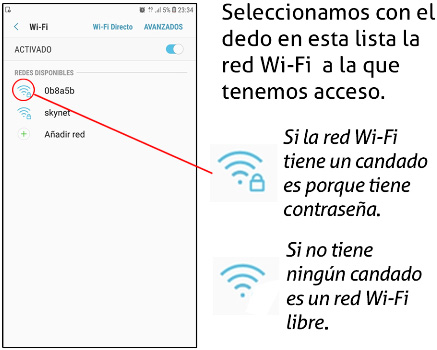 5% 23:34
Wi-Fi Wi-Fi Directo AVANZADOS
ACTIVADO
REDES DISPONIBLES
0b8a5b
skynet
Añadir red
Seleccionamos con el
dedo en esta lista la
red Wi-Fi a la que
tenemos acceso.
Si la red Wi-Fi
tiene un candado
es porque tiene
contraseña.
Si no tiene
ningún candado
es un red Wi-Fi
libre.